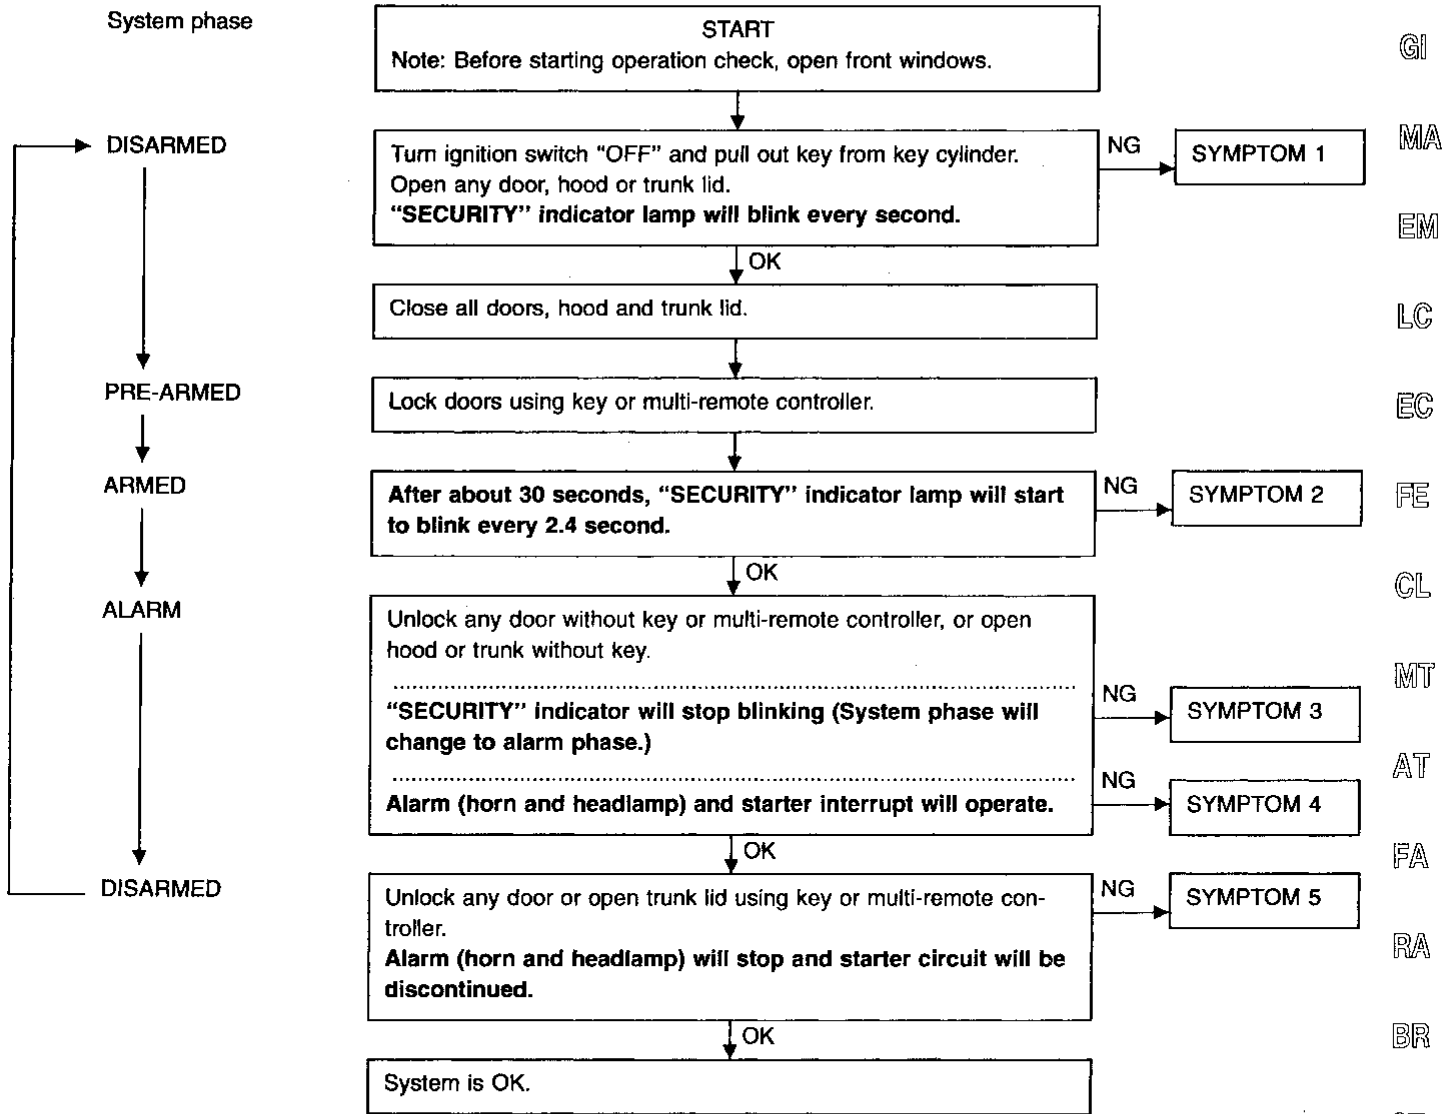 System phase
START
Note: Before starting operation check, open front windows.
GI
DISARMED
Turn ignition switch “OFF” and pull out key from key cylinder.
Open any door, hood or trunk lid.
“SECURITY” indicator lamp will blink every second.
NG
SYMPTOM 1
MA
EM
OK
Close all doors, hood and trunk lid.
LC
PRE-ARMED
Lock doors using key or multi-remote controller.
EC
ARMED
After about 30 seconds, “SECURITY” indicator lamp will start
to blink every 2.4 second.
NG
SYMPTOM 2
FE
OK
CL
ALARM
Unlock any door without key or multi-remote controller, or open
hood or trunk without key.
MT
“SECURITY” indicator will stop blinking (System phase will
change to alarm phase.)
NG
SYMPTOM 3
AT
Alarm (horn and headlamp) and starter interrupt will operate.
NG
SYMPTOM 4
OK
FA
DISARMED
Unlock any door or open trunk lid using key or multi-remote con-
troller.
Alarm (horn and headlamp) will stop and starter circuit will be
discontinued.
NG
SYMPTOM 5
RA
OK
BR
System is OK.